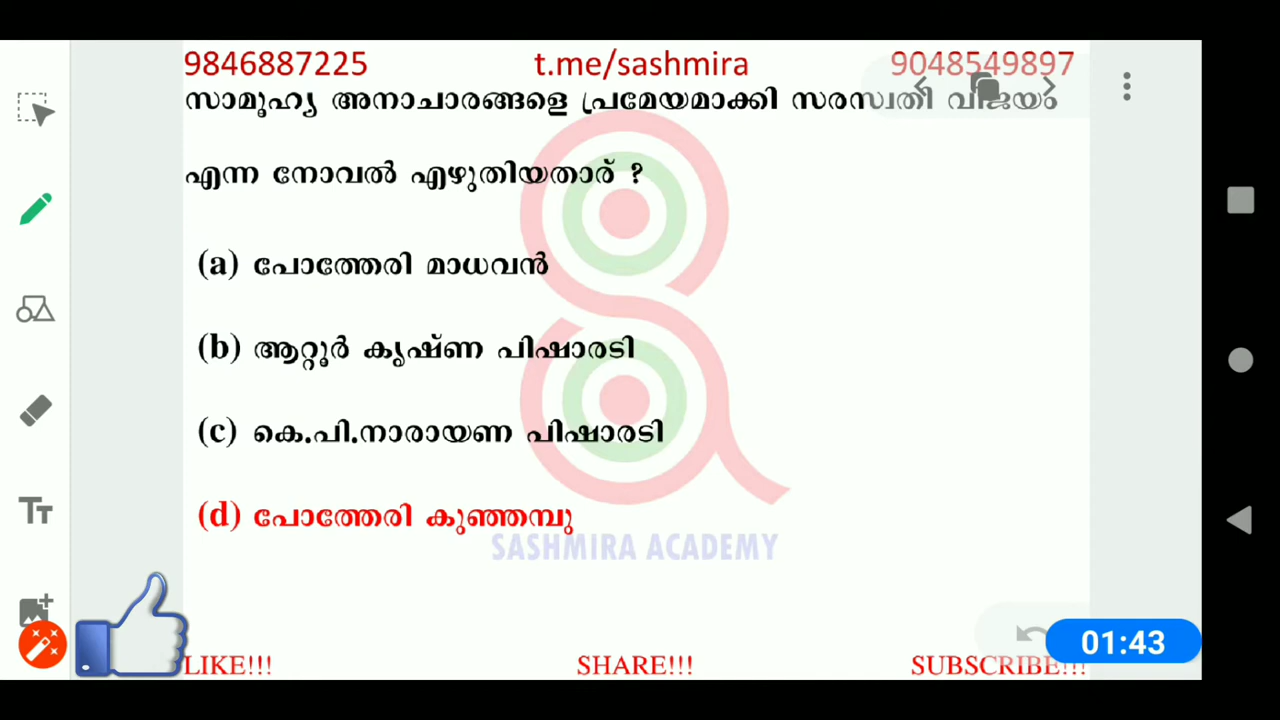 9846887225 t.me/sashmira 9048549897
സാമൂഹ്യ അനാചാരങ്ങളെ പ്രമേയമാക്കി സരസ്വതി വിജയം
എന്ന നോവൽ എഴുതിയതാര് ?
(a) പോത്തേരി മാധവൻ
(b) ആറ്റൂർ കൃഷ്ണ പിഷാരടി
(c) കെ.പി.നാരായണ പിഷാരടി
(d) പോത്തേരി കുഞ്ഞമ്പു
SASHMIRA ACADEMY
TT
01:43
LIKE!!! SHARE!!! SUBSCRIBE!!!